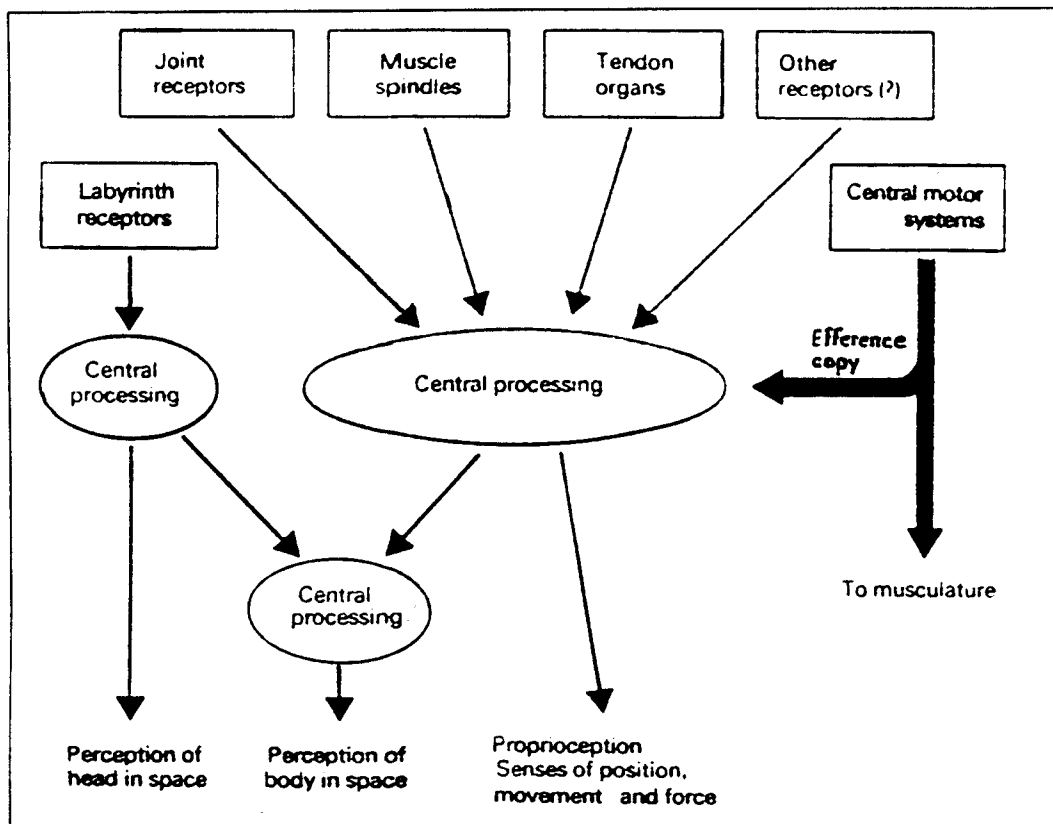 Joint
receptors
Muscle
spindles
Tendon
organs
Other
receptors (?)
Labyrinth
receptors
Central motor
systems
Efference
copy
Central
processing
Central processing
Central
processing
To musculature
Perception of
head in space
Perception of
body in space
Proprioception
Senses of position,
movement and force